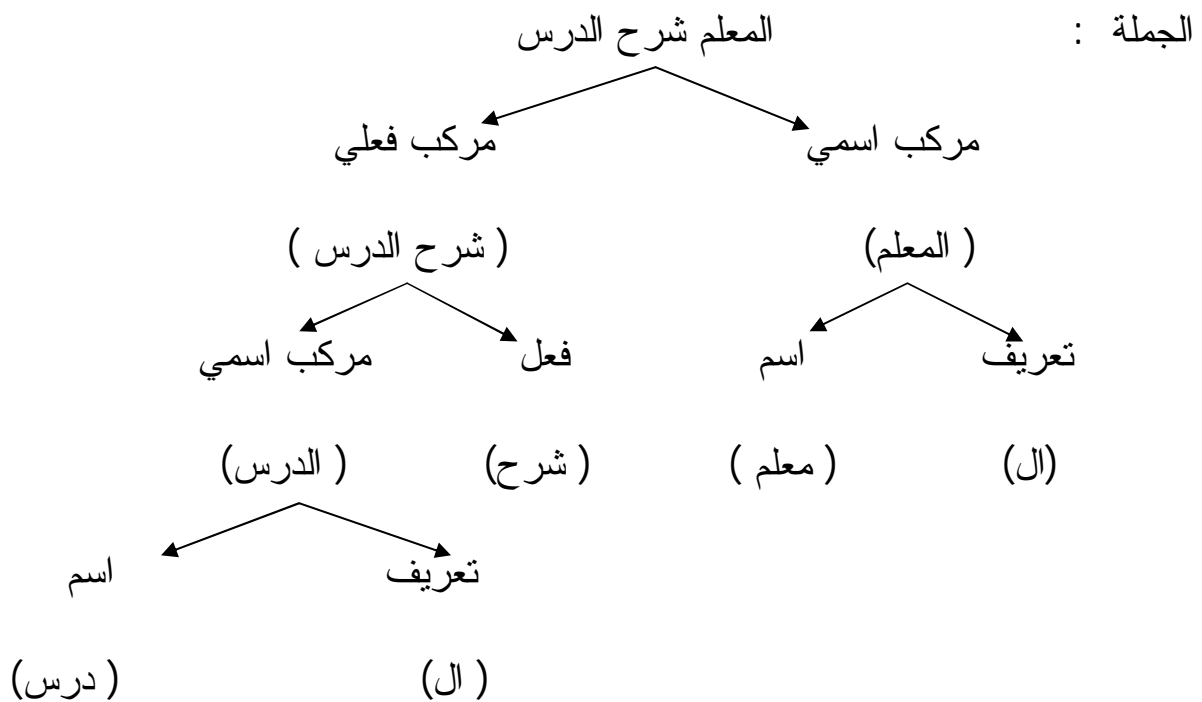 الجملة : المعلم شرح الدرس
مركب اسمي مركب فعلي
( المعلم) ( شرح الدرس )
تعريف اسم فعل مركب اسمي
(ال) ( معلم ) ( شرح) ( الدرس)
تعريف اسم
( ال) ( درس)